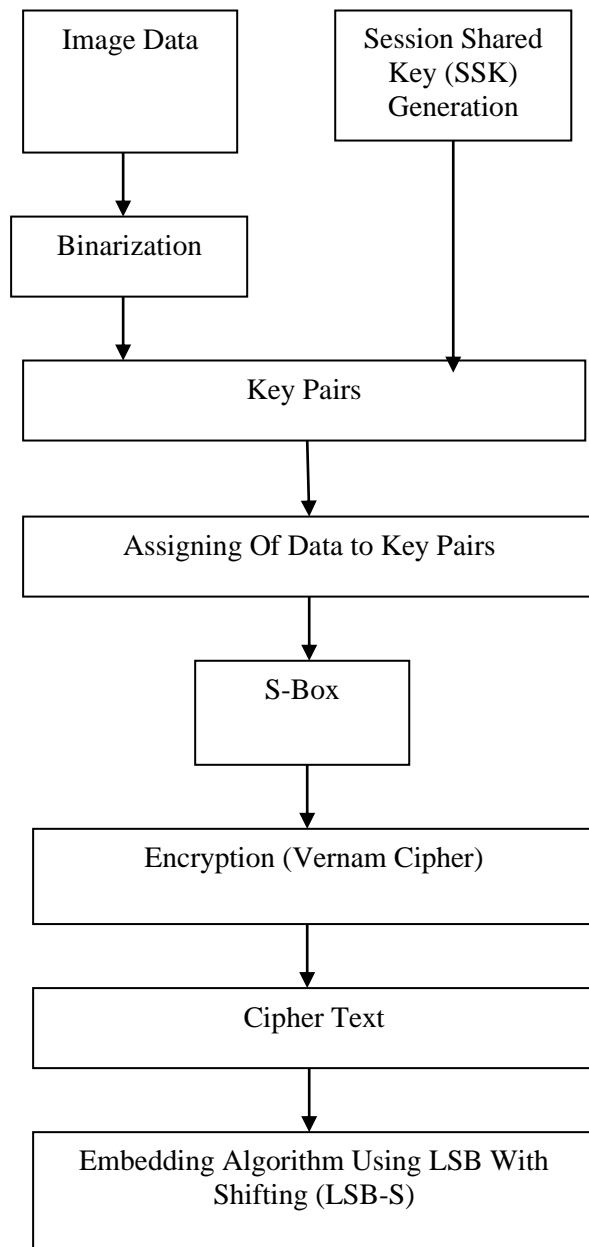 Image Data
Session Shared
Key (SSK)
Generation
Binarization
Key Pairs
Assigning Of Data to Key Pairs
S-Box
Encryption (Vernam Cipher)
Cipher Text
Embedding Algorithm Using LSB With
Shifting (LSB-S)